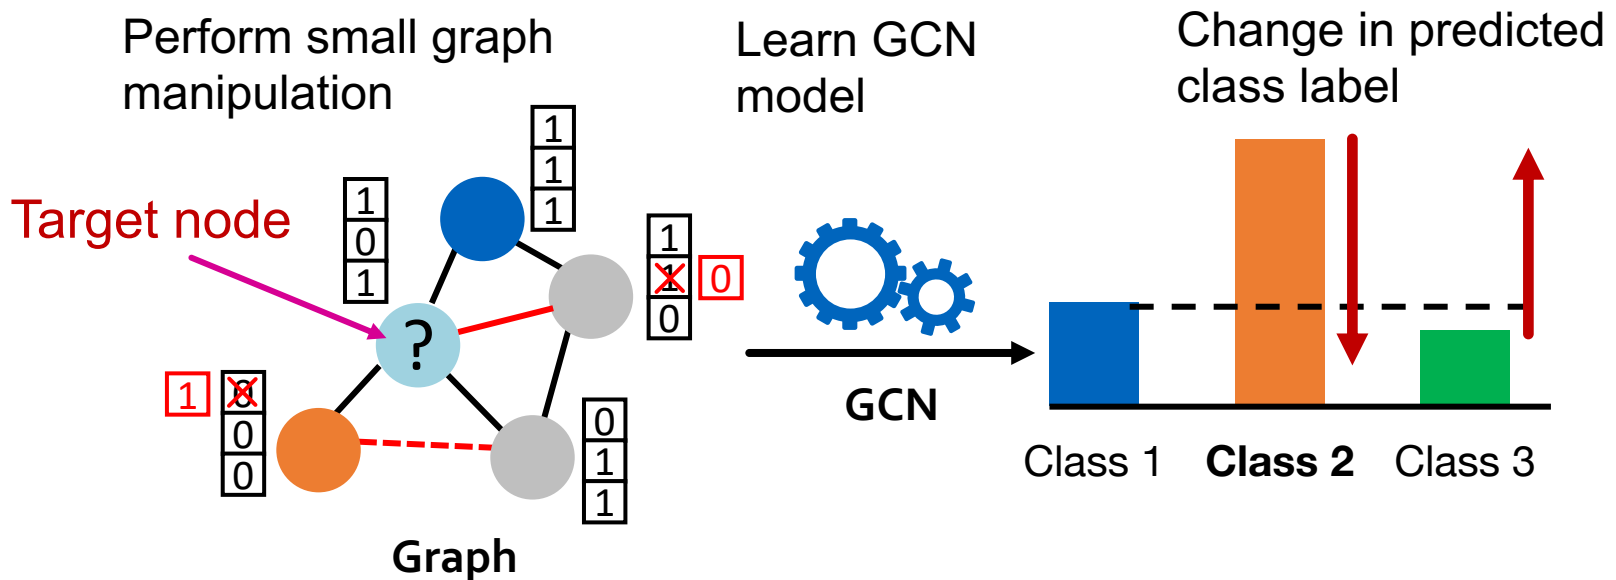 Perform small graph
manipulation
Learn GCN
model
Change in predicted
class label
Target node
1
1
1
1
0
1
1
1
0
0
?
1
0
0
0
0
1
1
GCN
Graph
Class 1
Class 2
Class 3